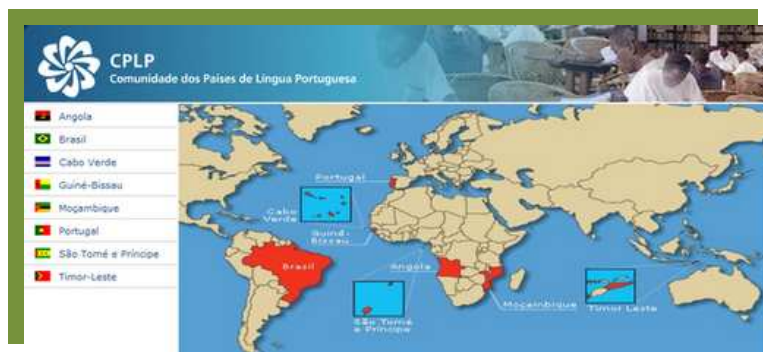 CPLP
Comunidade dos Países de Língua Portuguesa
Angola
Brasil
Cabo Verde
Guiné-Bissau
Moçambique
Portugal
São Tomé e Príncipe
Timor-Leste
Portugal
Cabo
Verde
Guiné-
Bissau
Brasil
Angola
Moçambique
São Tomé
e Príncipe
Timor Leste